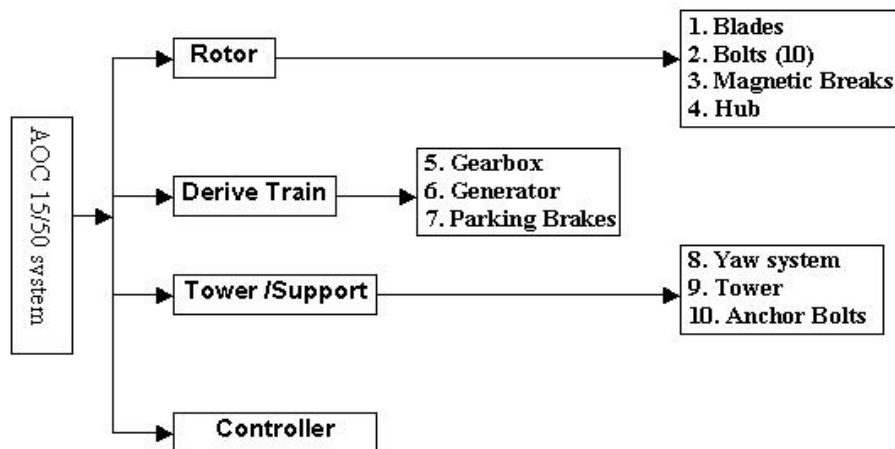 AOC 15/50 system
Rotor
1. Blades
2. Bolts (10)
3. Magnetic Breaks
4. Hub
Derive Train
5. Gearbox
6. Generator
7. Parking Brakes
Tower /Support
8. Yaw system
9. Tower
10. Anchor Bolts
Controller